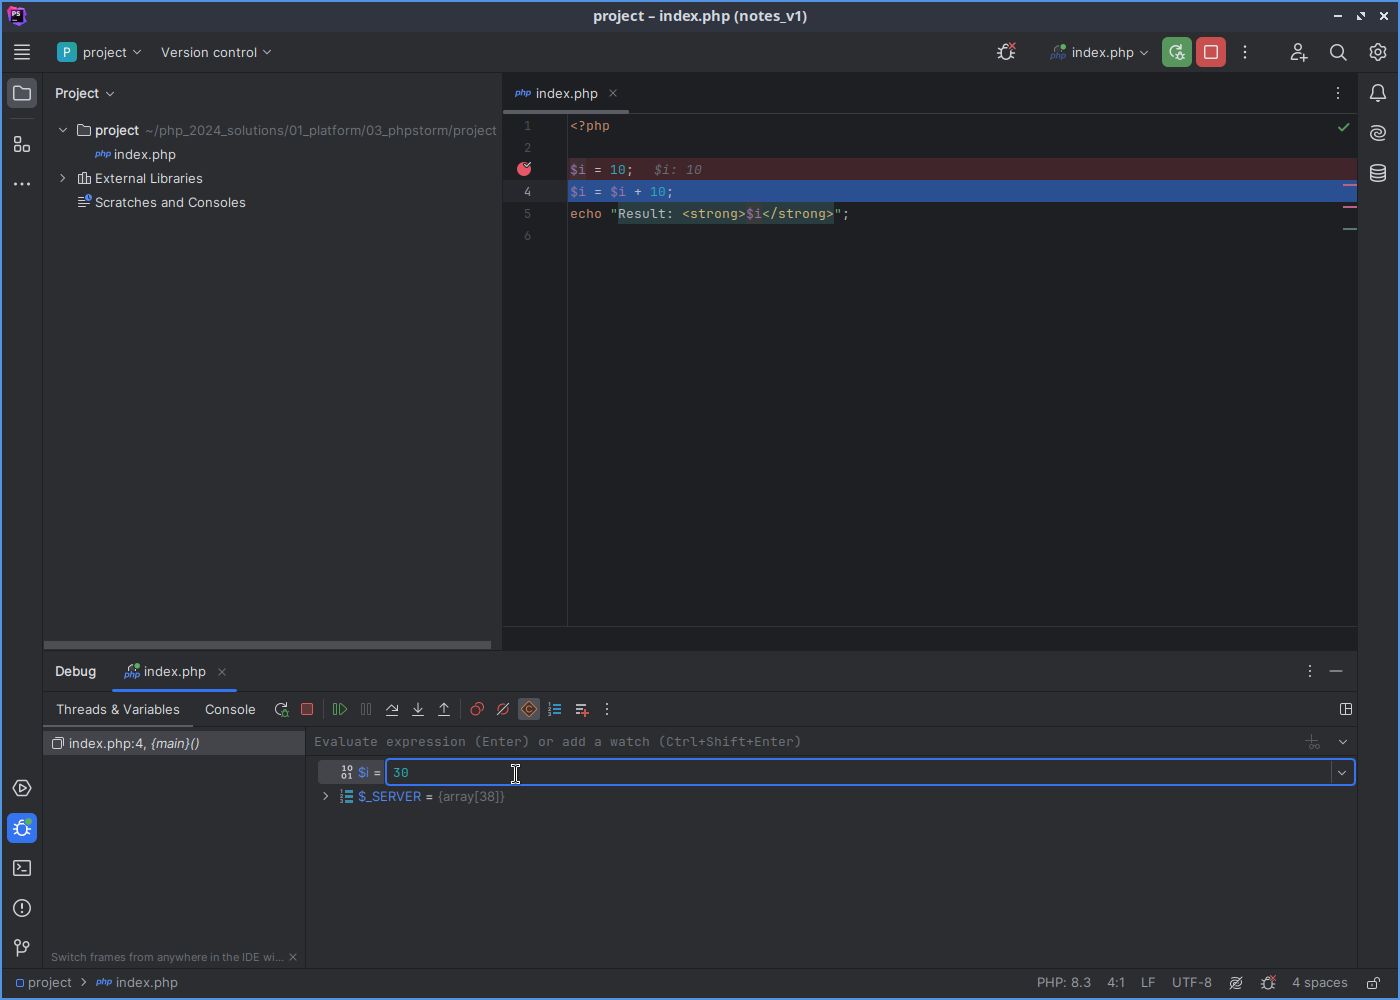 project – index.php (notes_v1)
P project Version control index.php
Project
project ~/php_2024_solutions/01_platform/03_phpstorm/project
php index.php
External Libraries
Scratches and Consoles
php index.php
1 <?php
2
$i = 10; $i: 10
4 $i = $i + 10;
5 echo "Result: <strong>$i</strong>";
6
Debug php index.php
Threads & Variables Console
index.php:4, {main}()
Evaluate expression (Enter) or add a watch (Ctrl+Shift+Enter)
$i = 30
$_SERVER = {array[38]}
Switch frames from anywhere in the IDE wi...
project php index.php PHP: 8.3 4:1 LF UTF-8 4 spaces